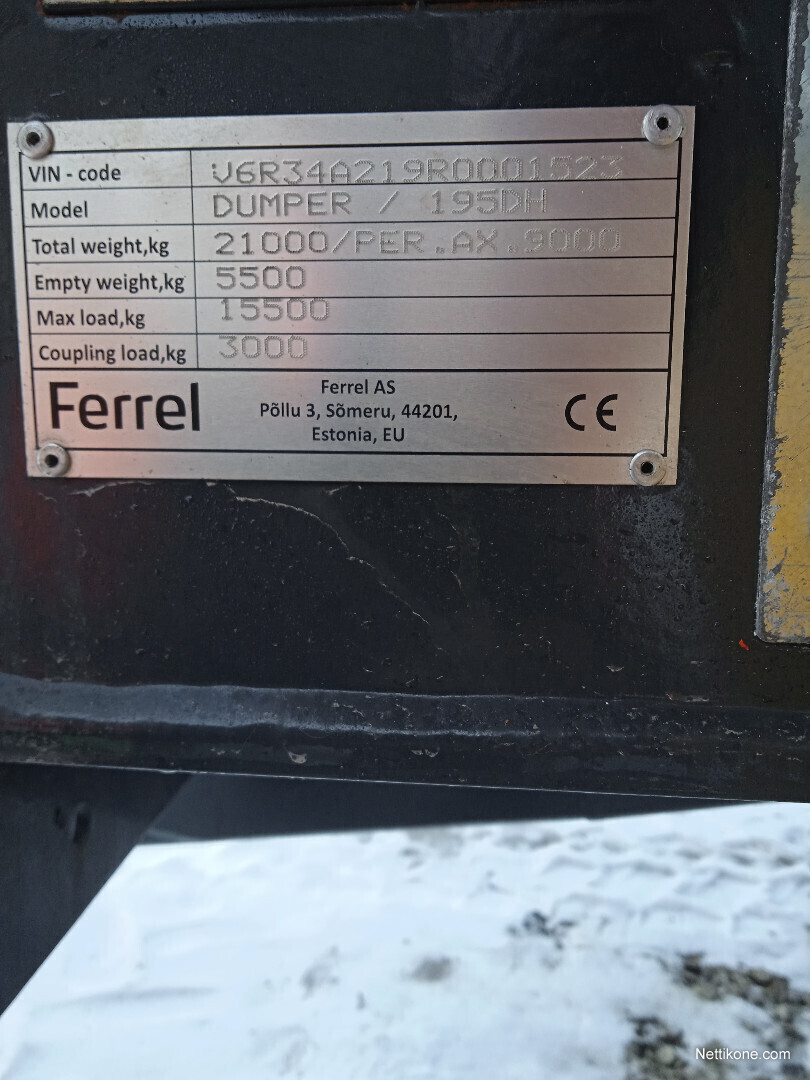 VIN - code V6R34A219R0001523
Model DUMPER / 195DH
Total weight,kg 21000/PER.AX.9000
Empty weight,kg 5500
Max load,kg 15500
Coupling load,kg 3000
Ferrel
Ferrel AS
Põllu 3, Sõmeru, 44201,
Estonia, EU
CE
Nettikone.com